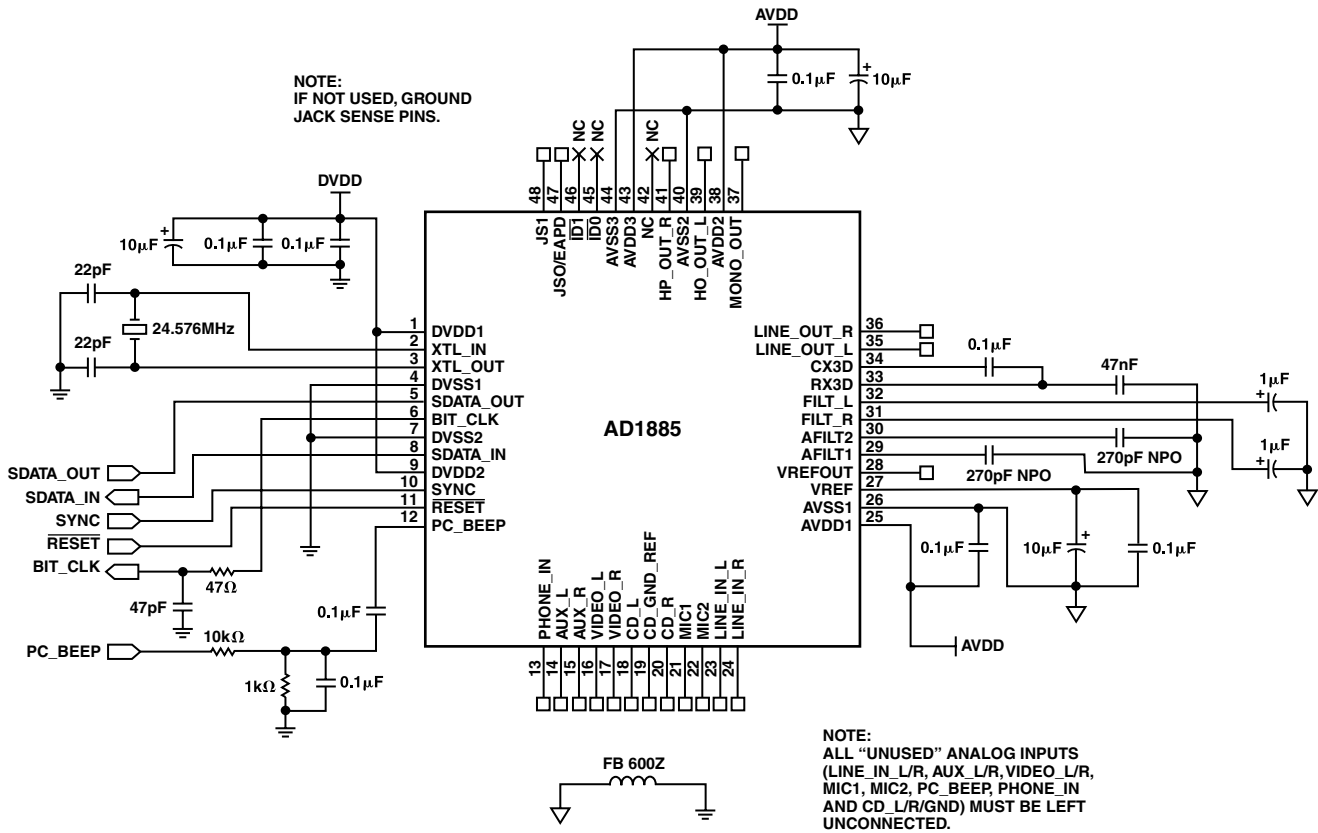 AVDD
0.1µF
+
10µF
NOTE:
IF NOT USED, GROUND
JACK SENSE PINS.
NC
NC
NC
48
47
46
45
44
43
42
41
40
39
38
37
JS1
JSO/EAPD
ID1
ID0
AVSS3
AVDD3
NC
HP_OUT_R
AVSS2
HO_OUT_L
AVDD2
MONO_OUT
DVDD
+
10µF
0.1µF
0.1µF
22pF
24.576MHz
22pF
1 DVDD1
2 XTL_IN
3 XTL_OUT
4 DVSS1
5 SDATA_OUT
6 BIT_CLK
7 DVSS2
8 SDATA_IN
9 DVDD2
10 SYNC
11 RESET
12 PC_BEEP
AD1885
LINE_OUT_R 36
LINE_OUT_L 35
CX3D 34
RX3D 33
FILT_L 32
FILT_R 31
AFILT2 30
AFILT1 29
VREFOUT 28
VREF 27
AVSS1 26
AVDD1 25
0.1µF
47nF
1µF
+
1µF
+
270pF NPO
270pF NPO
0.1µF
10µF
+
0.1µF
AVDD
SDATA_OUT
SDATA_IN
SYNC
RESET
BIT_CLK
47Ω
47pF
0.1µF
PC_BEEP
10kΩ
1kΩ
0.1µF
PHONE_IN
AUX_L
AUX_R
VIDEO_L
VIDEO_R
CD_L
CD_GND_REF
CD_R
MIC1
MIC2
LINE_IN_L
LINE_IN_R
13
14
15
16
17
18
19
20
21
22
23
24
FB 600Z
NOTE:
ALL “UNUSED” ANALOG INPUTS
(LINE_IN_L/R, AUX_L/R, VIDEO_L/R,
MIC1, MIC2, PC_BEEP, PHONE_IN
AND CD_L/R/GND) MUST BE LEFT
UNCONNECTED.